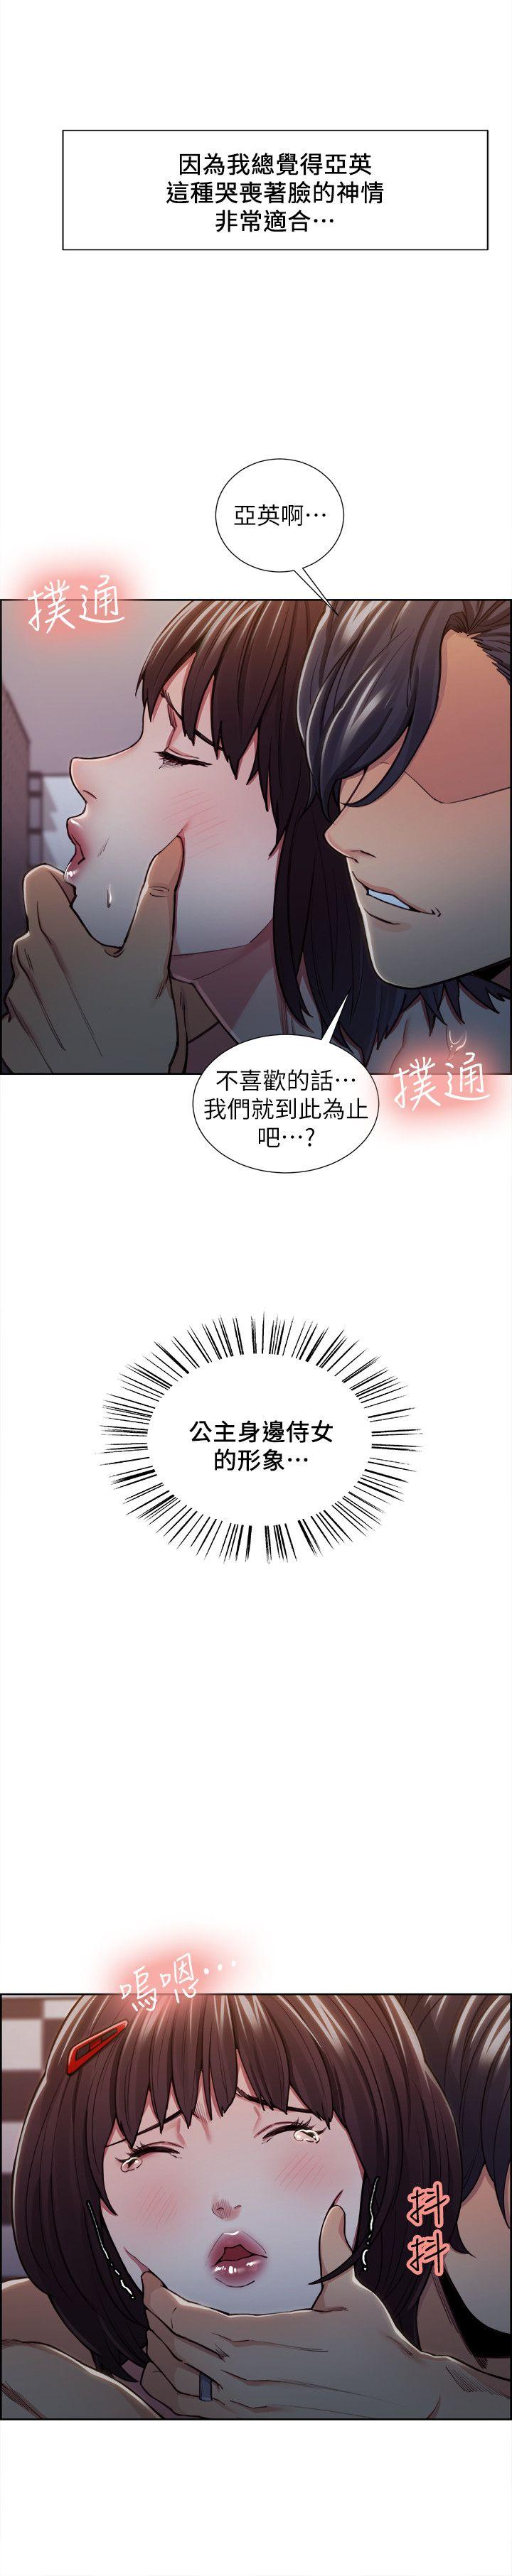 因為我總覺得亞英
這種哭喪著臉的神情
非常適合…
亞英啊…
撲通
不喜歡的話…
我們就到此為止
吧…?
撲通
公主身邊侍女
的形象…
嗚嗯…
抖
抖